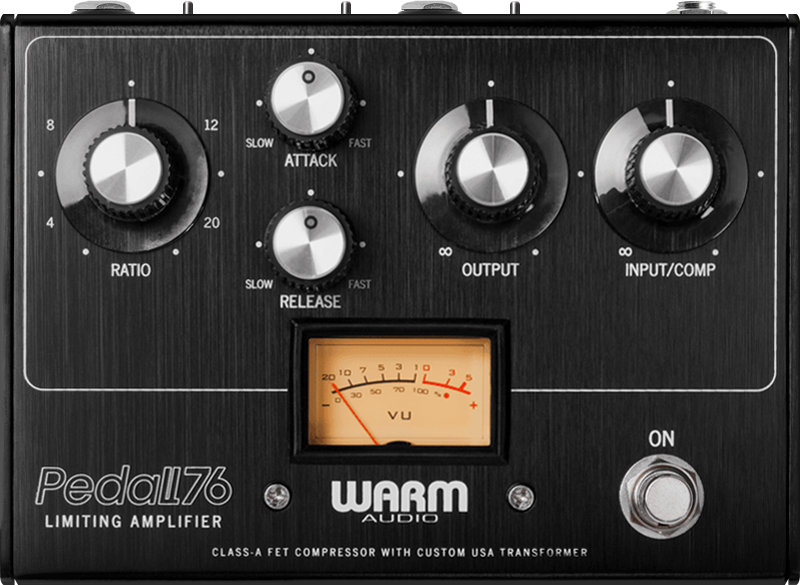 8
12
4
20
RATIO
SLOW FAST
ATTACK
SLOW FAST
RELEASE
∞
OUTPUT
∞
INPUT/COMP
20 10 7 5 3 1 0 3 5
- 0 30 50 70 100 % +
VU
ON
Pedal76
LIMITING AMPLIFIER
WARM
AUDIO
CLASS-A FET COMPRESSOR WITH CUSTOM USA TRANSFORMER